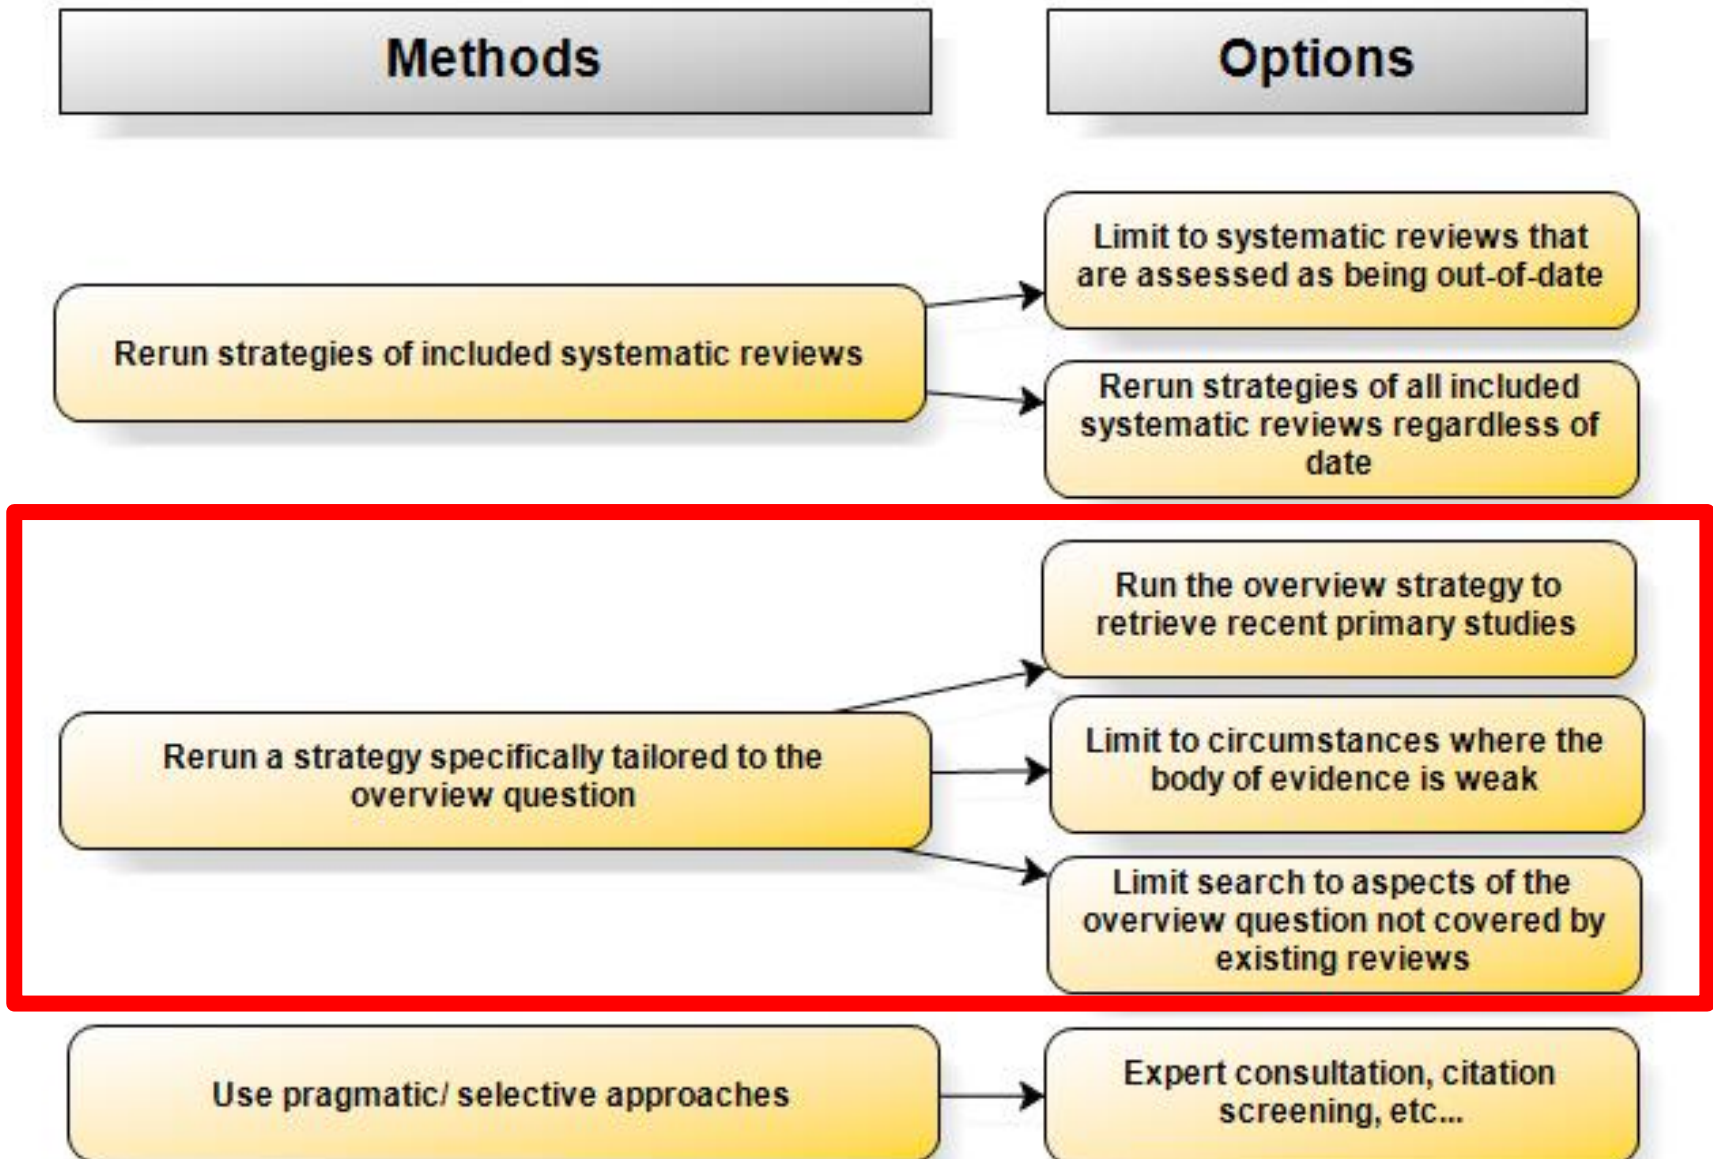 Methods
Options
Rerun strategies of included systematic reviews
Limit to systematic reviews that
are assessed as being out-of-date
Rerun strategies of all included
systematic reviews regardless of
date
Rerun a strategy specifically tailored to the
overview question
Run the overview strategy to
retrieve recent primary studies
Limit to circumstances where the
body of evidence is weak
Limit search to aspects of the
overview question not covered by
existing reviews
Use pragmatic/ selective approaches
Expert consultation, citation
screening, etc...